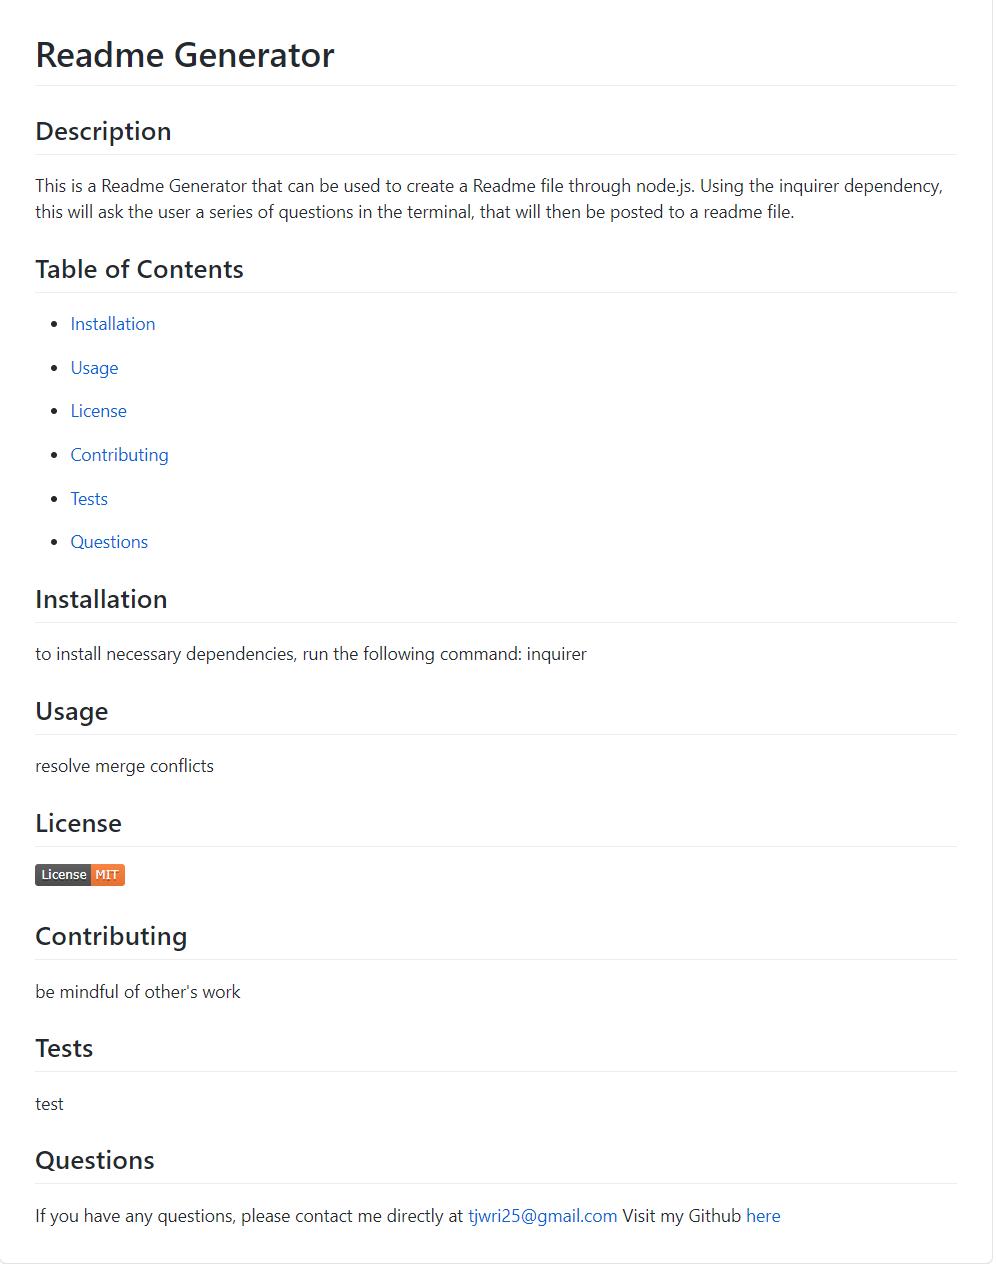 Readme Generator
Description
This is a Readme Generator that can be used to create a Readme file through node.js. Using the inquirer dependency,
this will ask the user a series of questions in the terminal, that will then be posted to a readme file.
Table of Contents
Installation
Usage
License
Contributing
Tests
Questions
Installation
to install necessary dependencies, run the following command: inquirer
Usage
resolve merge conflicts
License
License MIT
Contributing
be mindful of other's work
Tests
test
Questions
If you have any questions, please contact me directly at tjwri25@gmail.com Visit my Github here